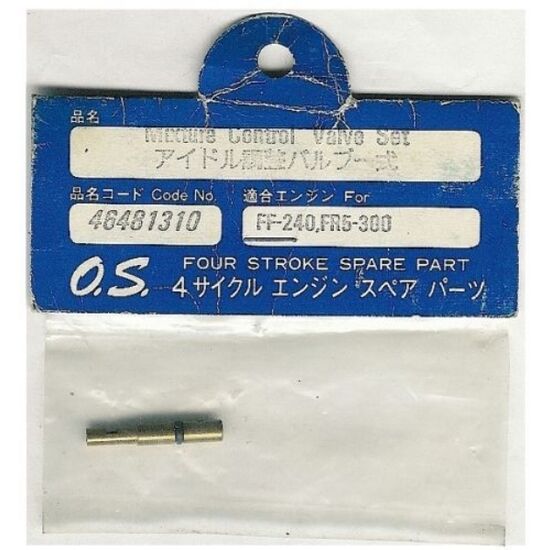 品名
Mixture Control Valve Set
アイドル調整バルブ一式
品名コード Code No. 適合エンジン For
46481310 FF-240,FR5-300
O.S. FOUR STROKE SPARE PART
4サイクル エンジン スペア パーツ